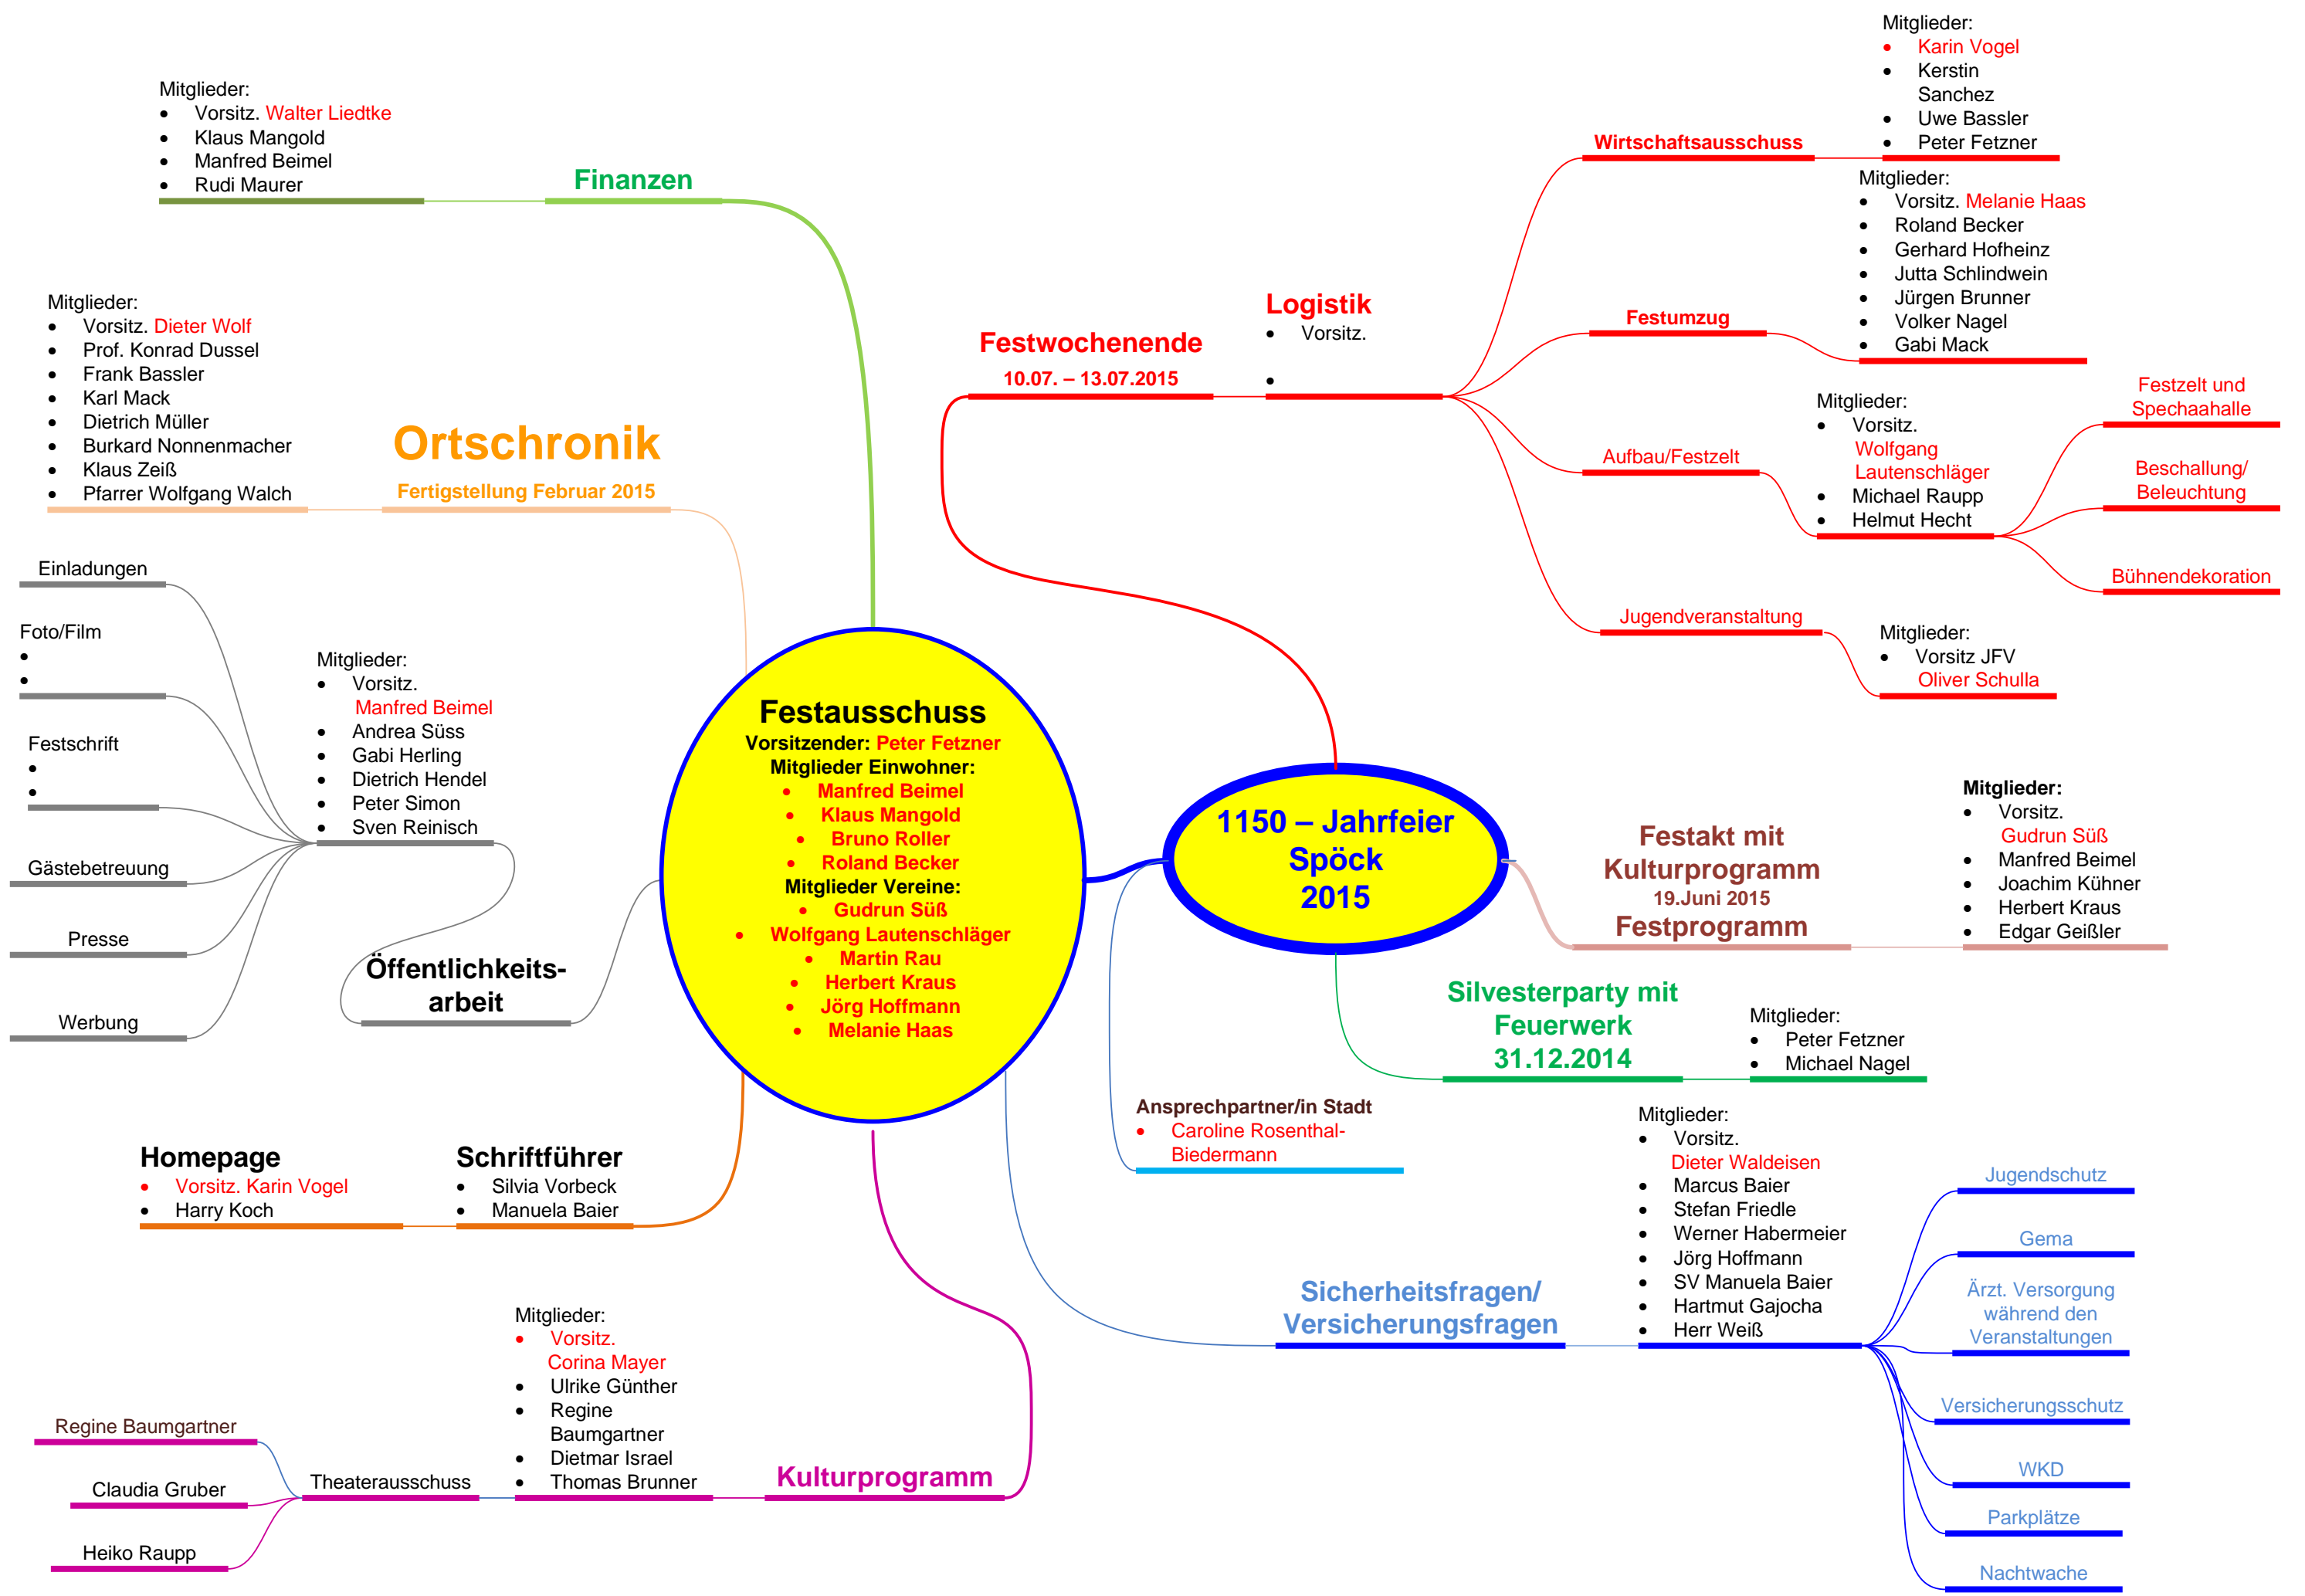 Mitglieder:
• Vorsitz. Walter Liedtke
• Klaus Mangold
• Manfred Beimel
• Rudi Maurer
Finanzen
Mitglieder:
• Vorsitz. Dieter Wolf
• Prof. Konrad Dussel
• Frank Bassler
• Karl Mack
• Dietrich Müller
• Burkard Nonnenmacher
• Klaus Zeiß
• Pfarrer Wolfgang Walch
Ortschronik
Fertigstellung Februar 2015
Einladungen
Foto/Film
•
•
Festschrift
•
•
Gästebetreuung
Presse
Werbung
Mitglieder:
• Vorsitz.
Manfred Beimel
• Andrea Süss
• Gabi Herling
• Dietrich Hendel
• Peter Simon
• Sven Reinisch
Öffentlichkeits-
arbeit
Festausschuss
Vorsitzender: Peter Fetzner
Mitglieder Einwohner:
• Manfred Beimel
• Klaus Mangold
• Bruno Roller
• Roland Becker
Mitglieder Vereine:
• Gudrun Süß
• Wolfgang Lautenschläger
• Martin Rau
• Herbert Kraus
• Jörg Hoffmann
• Melanie Haas
Homepage
• Vorsitz. Karin Vogel
• Harry Koch
Schriftführer
• Silvia Vorbeck
• Manuela Baier
Mitglieder:
• Vorsitz.
Corina Mayer
• Ulrike Günther
• Regine
Baumgartner
• Dietmar Israel
• Thomas Brunner
Kulturprogramm
Theaterausschuss
Regine Baumgartner
Claudia Gruber
Heiko Raupp
1150 – Jahrfeier
Spöck
2015
Festwochenende
10.07. – 13.07.2015
Logistik
• Vorsitz.
•
Wirtschaftsausschuss
Mitglieder:
• Karin Vogel
• Kerstin
Sanchez
• Uwe Bassler
• Peter Fetzner
Festumzug
Mitglieder:
• Vorsitz. Melanie Haas
• Roland Becker
• Gerhard Hofheinz
• Jutta Schlindwein
• Jürgen Brunner
• Volker Nagel
• Gabi Mack
Aufbau/Festzelt
Mitglieder:
• Vorsitz.
Wolfgang
Lautenschläger
• Michael Raupp
• Helmut Hecht
Festzelt und
Spechaahalle
Beschallung/
Beleuchtung
Bühnendekoration
Jugendveranstaltung
Mitglieder:
• Vorsitz JFV
Oliver Schulla
Festakt mit
Kulturprogramm
19.Juni 2015
Festprogramm
Mitglieder:
• Vorsitz.
Gudrun Süß
• Manfred Beimel
• Joachim Kühner
• Herbert Kraus
• Edgar Geißler
Silvesterparty mit
Feuerwerk
31.12.2014
Mitglieder:
• Peter Fetzner
• Michael Nagel
Ansprechpartner/in Stadt
• Caroline Rosenthal-
Biedermann
Sicherheitsfragen/
Versicherungsfragen
Mitglieder:
• Vorsitz.
Dieter Waldeisen
• Marcus Baier
• Stefan Friedle
• Werner Habermeier
• Jörg Hoffmann
• SV Manuela Baier
• Hartmut Gajocha
• Herr Weiß
Jugendschutz
Gema
Ärzt. Versorgung
während den
Veranstaltungen
Versicherungsschutz
WKD
Parkplätze
Nachtwache